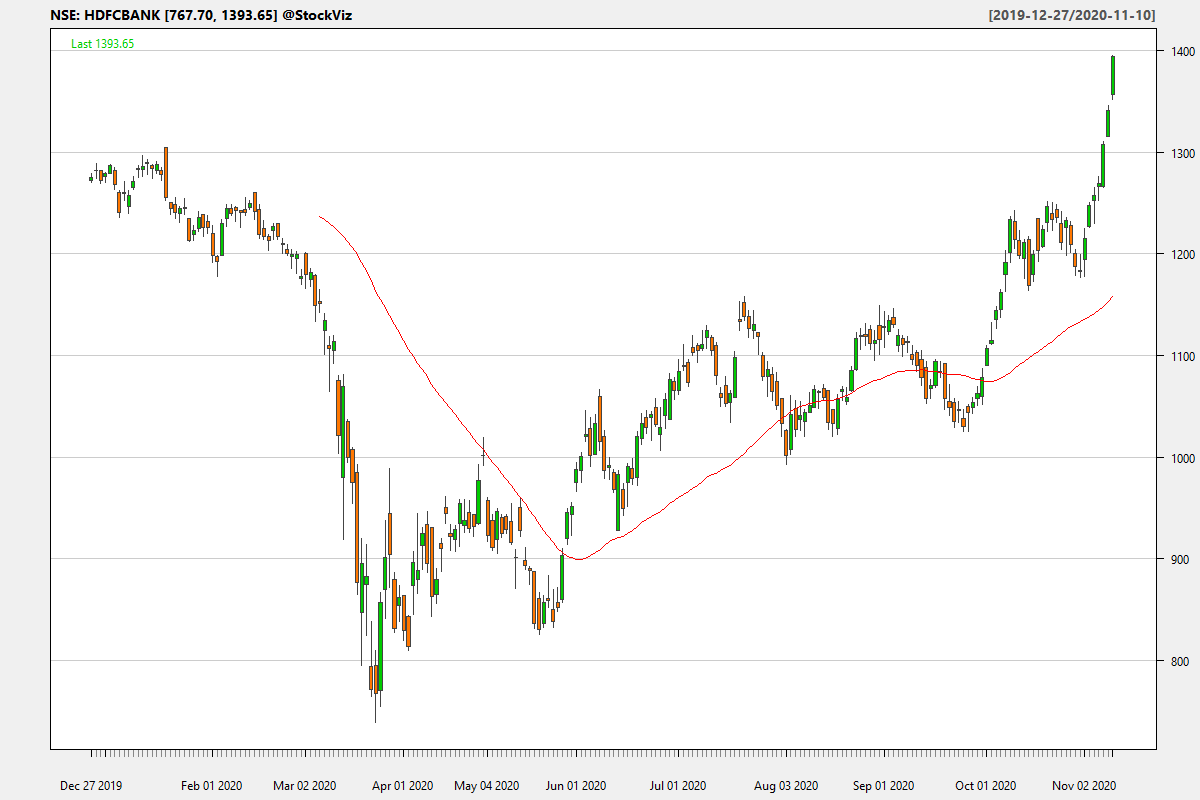 NSE: HDFCBANK [767.70, 1393.65] @StockViz
[2019-12-27/2020-11-10]
Last 1393.65
1400
1300
1200
1100
1000
900
800
Dec 27 2019
Feb 01 2020
Mar 02 2020
Apr 01 2020
May 04 2020
Jun 01 2020
Jul 01 2020
Aug 03 2020
Sep 01 2020
Oct 01 2020
Nov 02 2020